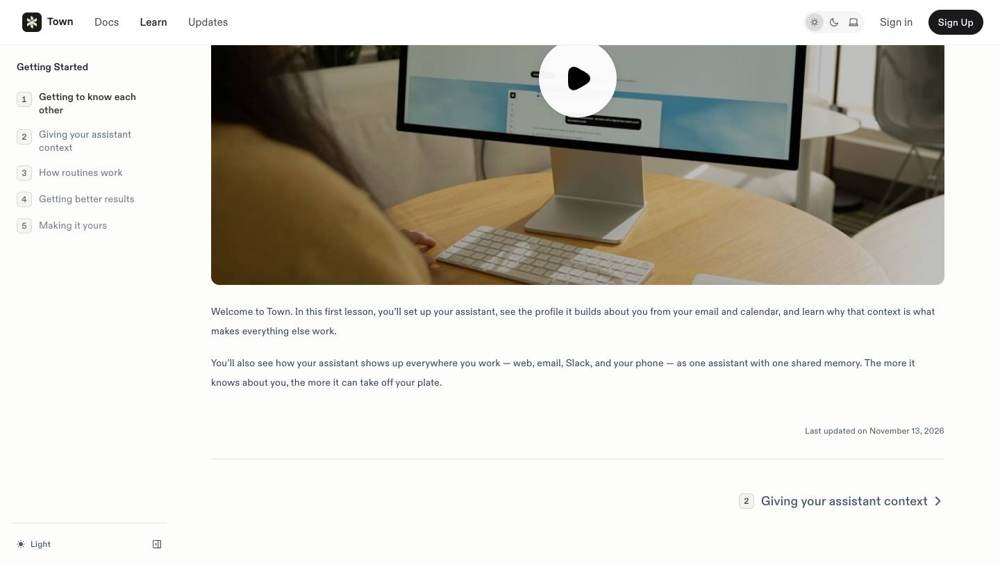 Town
Docs
Learn
Updates
Sign in
Sign Up
Getting Started
1 Getting to know each
other
2 Giving your assistant
context
3 How routines work
4 Getting better results
5 Making it yours
Welcome to Town. In this first lesson, you'll set up your assistant, see the profile it builds about you from your email and calendar, and learn why that context is what
makes everything else work.
You'll also see how your assistant shows up everywhere you work — web, email, Slack, and your phone — as one assistant with one shared memory. The more it
knows about you, the more it can take off your plate.
Last updated on November 13, 2026
2 Giving your assistant context
Light